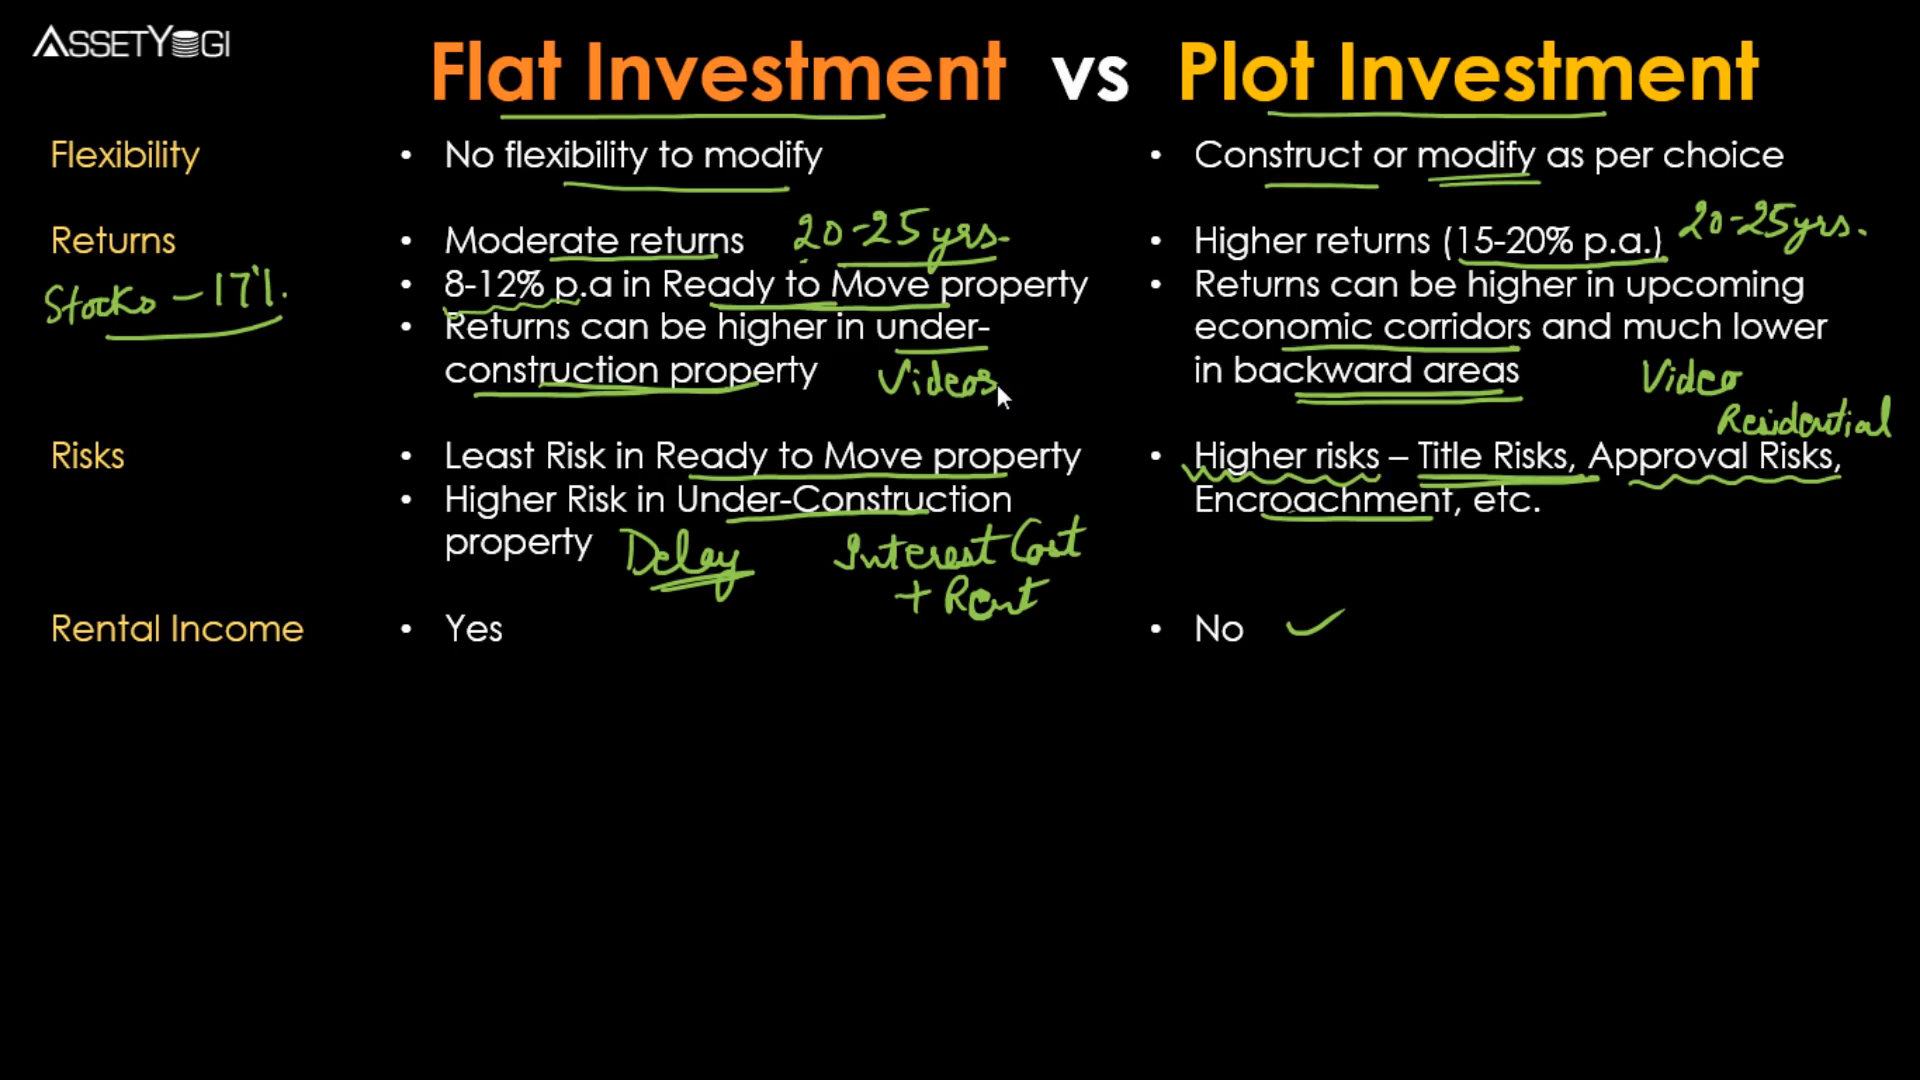 ASSETYOGI
Flat Investment vs Plot Investment
Flexibility
• No flexibility to modify
• Construct or modify as per choice
Returns
• Moderate returns 20-25 yrs.
• Higher returns (15-20% p.a.) 20-25 yrs.
Stocks - 17%.
• 8-12% p.a in Ready to Move property
• Returns can be higher in under-
construction property Videos
• Returns can be higher in upcoming
economic corridors and much lower
in backward areas Video
Residential
Risks
• Least Risk in Ready to Move property
• Higher Risk in Under-Construction
property Delay Interest Cost
+ Rent
• Higher risks – Title Risks, Approval Risks,
Encroachment, etc.
Rental Income
• Yes
• No